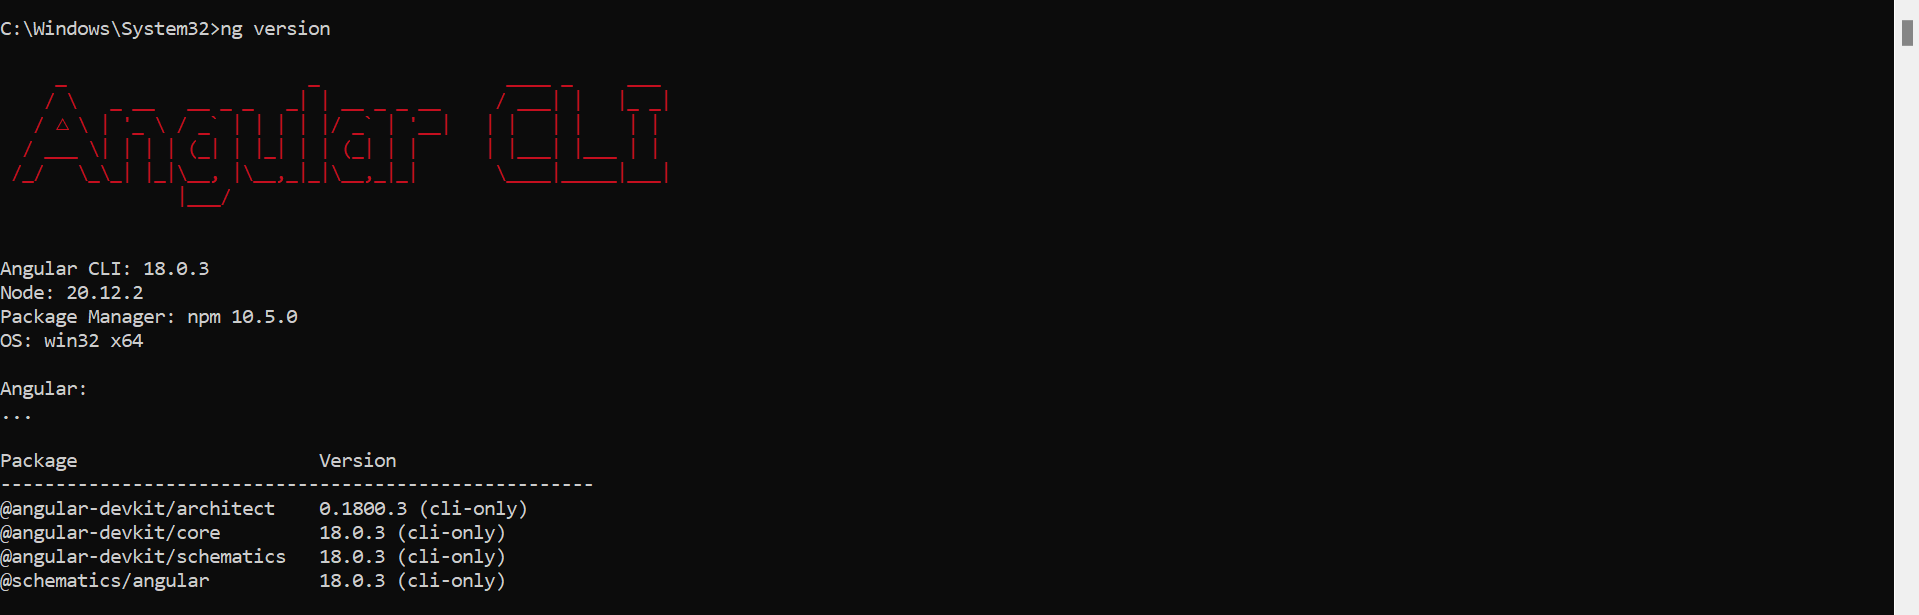 C:\Windows\System32>ng version
Angular CLI
Angular CLI: 18.0.3
Node: 20.12.2
Package Manager: npm 10.5.0
OS: win32 x64
Angular:
...
Package                      Version
------------------------------------------------------
@angular-devkit/architect    0.1800.3 (cli-only)
@angular-devkit/core         18.0.3 (cli-only)
@angular-devkit/schematics   18.0.3 (cli-only)
@schematics/angular          18.0.3 (cli-only)